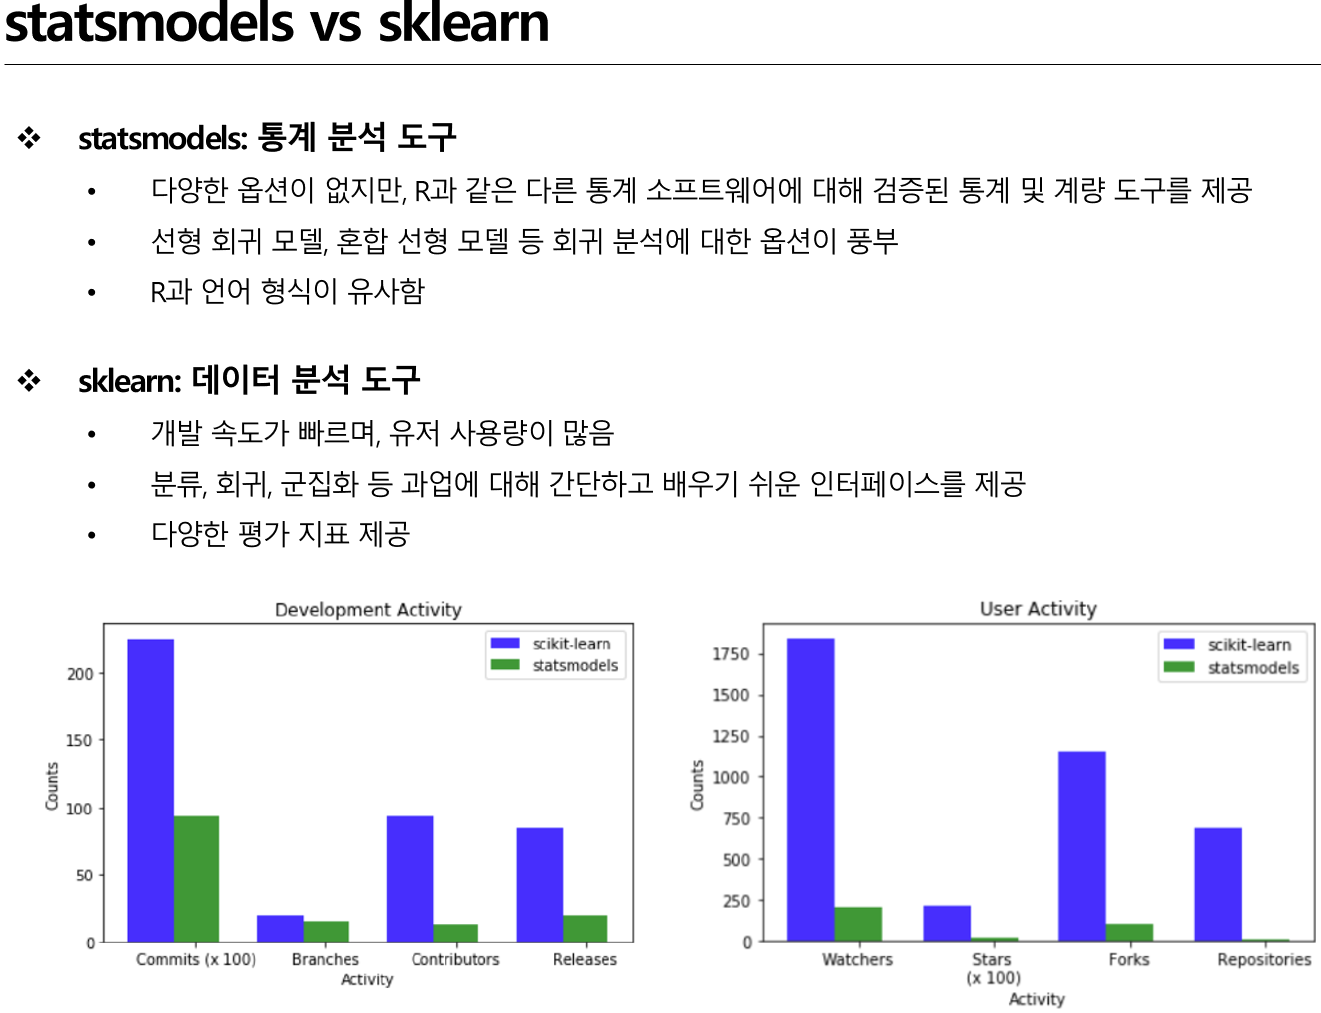 statsmodels vs sklearn
❖ statsmodels: 통계 분석 도구
• 다양한 옵션이 없지만, R과 같은 다른 통계 소프트웨어에 대해 검증된 통계 및 계량 도구를 제공
• 선형 회귀 모델, 혼합 선형 모델 등 회귀 분석에 대한 옵션이 풍부
• R과 언어 형식이 유사함
❖ sklearn: 데이터 분석 도구
• 개발 속도가 빠르며, 유저 사용량이 많음
• 분류, 회귀, 군집화 등 과업에 대해 간단하고 배우기 쉬운 인터페이스를 제공
• 다양한 평가 지표 제공
Development Activity
scikit-learn
statsmodels
200
150
100
50
0
Counts
Commits (x 100) Branches Contributors Releases
Activity
User Activity
scikit-learn
statsmodels
1750
1500
1250
1000
750
500
250
0
Counts
Watchers Stars Forks Repositories
(x 100)
Activity